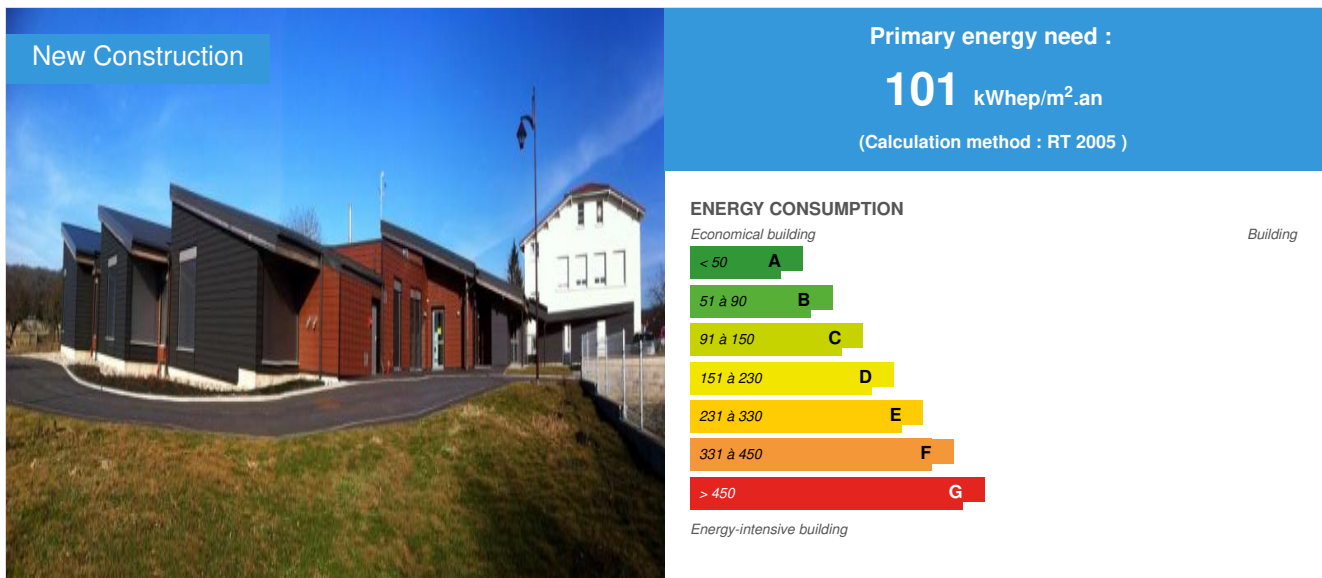 New Construction
Primary energy need :
101 kWhep/m².an
(Calculation method : RT 2005 )
ENERGY CONSUMPTION
Economical building
Building
< 50 A
51 à 90 B
91 à 150 C
151 à 230 D
231 à 330 E
331 à 450 F
> 450 G
Energy-intensive building